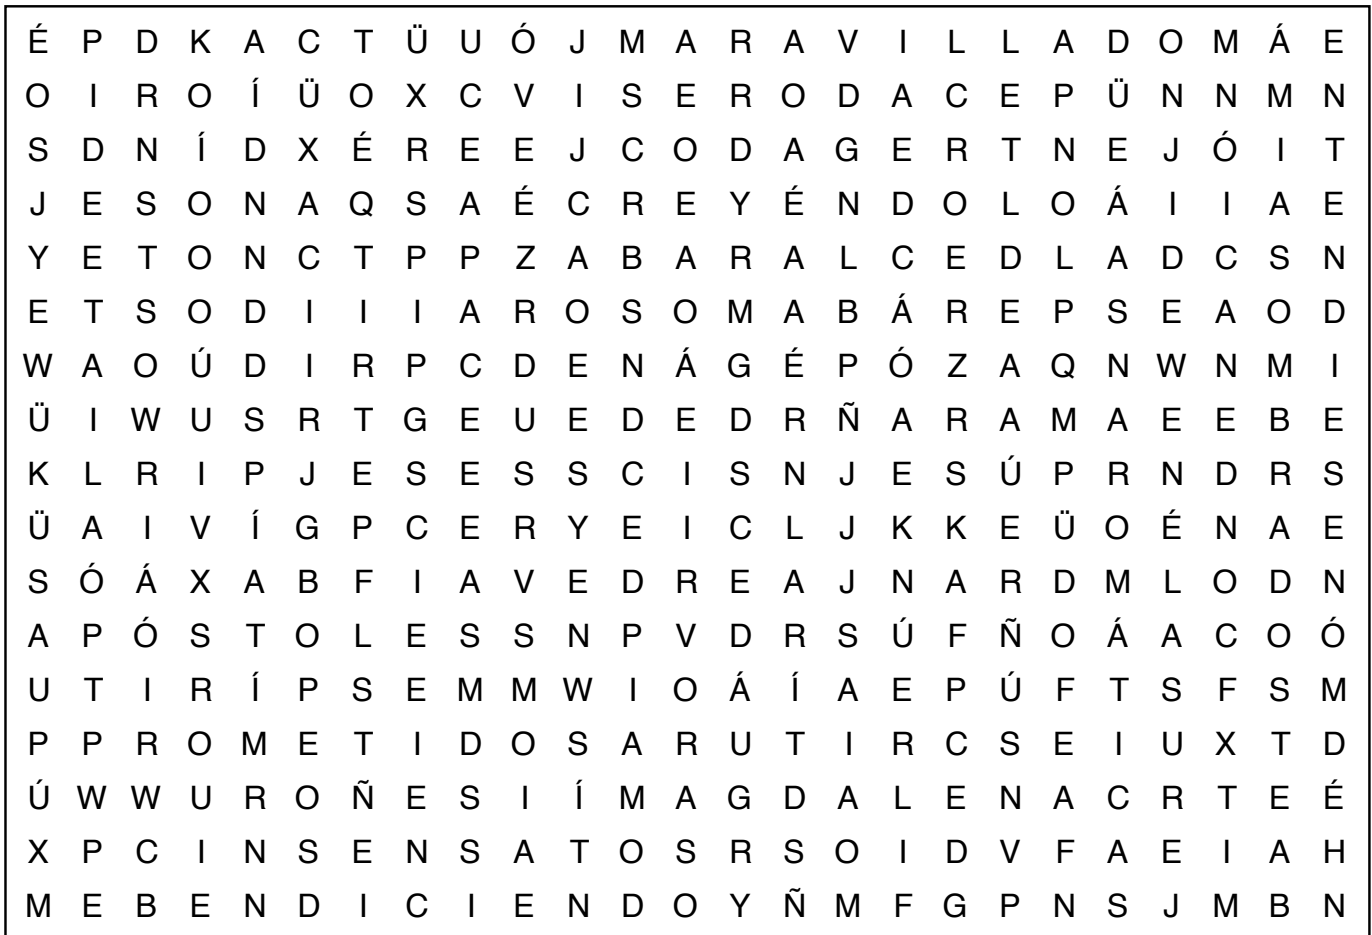 É P D K A C T Ü U Ó J M A R A V I L L A D O M Á E
O I R O Í Ü O X C V I S E R O D A C E P Ü N N M N
S D N Í D X É R E E J C O D A G E R T N E J Ó I T
J E S O N A Q S A É C R E Y É N D O L O Á I I A E
Y E T O N C T P P Z A B A R A L C E D L A D C S N
E T S O D I I I A R O S O M A B Á R E P S E A O D
W A O Ú D I R P C D E N Á G É P Ó Z A Q N W N M I
Ü I W U S R T G E U E D E D R Ñ A R A M A E E B E
K L R I P J E S E S S C I S N J E S Ú P R N D R S
Ü A I V Í G P C E R Y E I C L J K K E Ü O É N A E
S Ó Á X A B F I A V E D R E A J N A R D M L O D N
A P Ó S T O L E S S N P V D R S Ú F Ñ O Á A C O Ó
U T I R Í P S E M M W I O Á Í A E P Ú F T S F S M
P P R O M E T I D O S A R U T I R C S E I U X T D
Ú W W U R O Ñ E S I Í M A G D A L E N A C R T E É
X P C I N S E N S A T O S R S O I D V F A E I A H
M E B E N D I C I E N D O Y Ñ M F G P N S J M B N